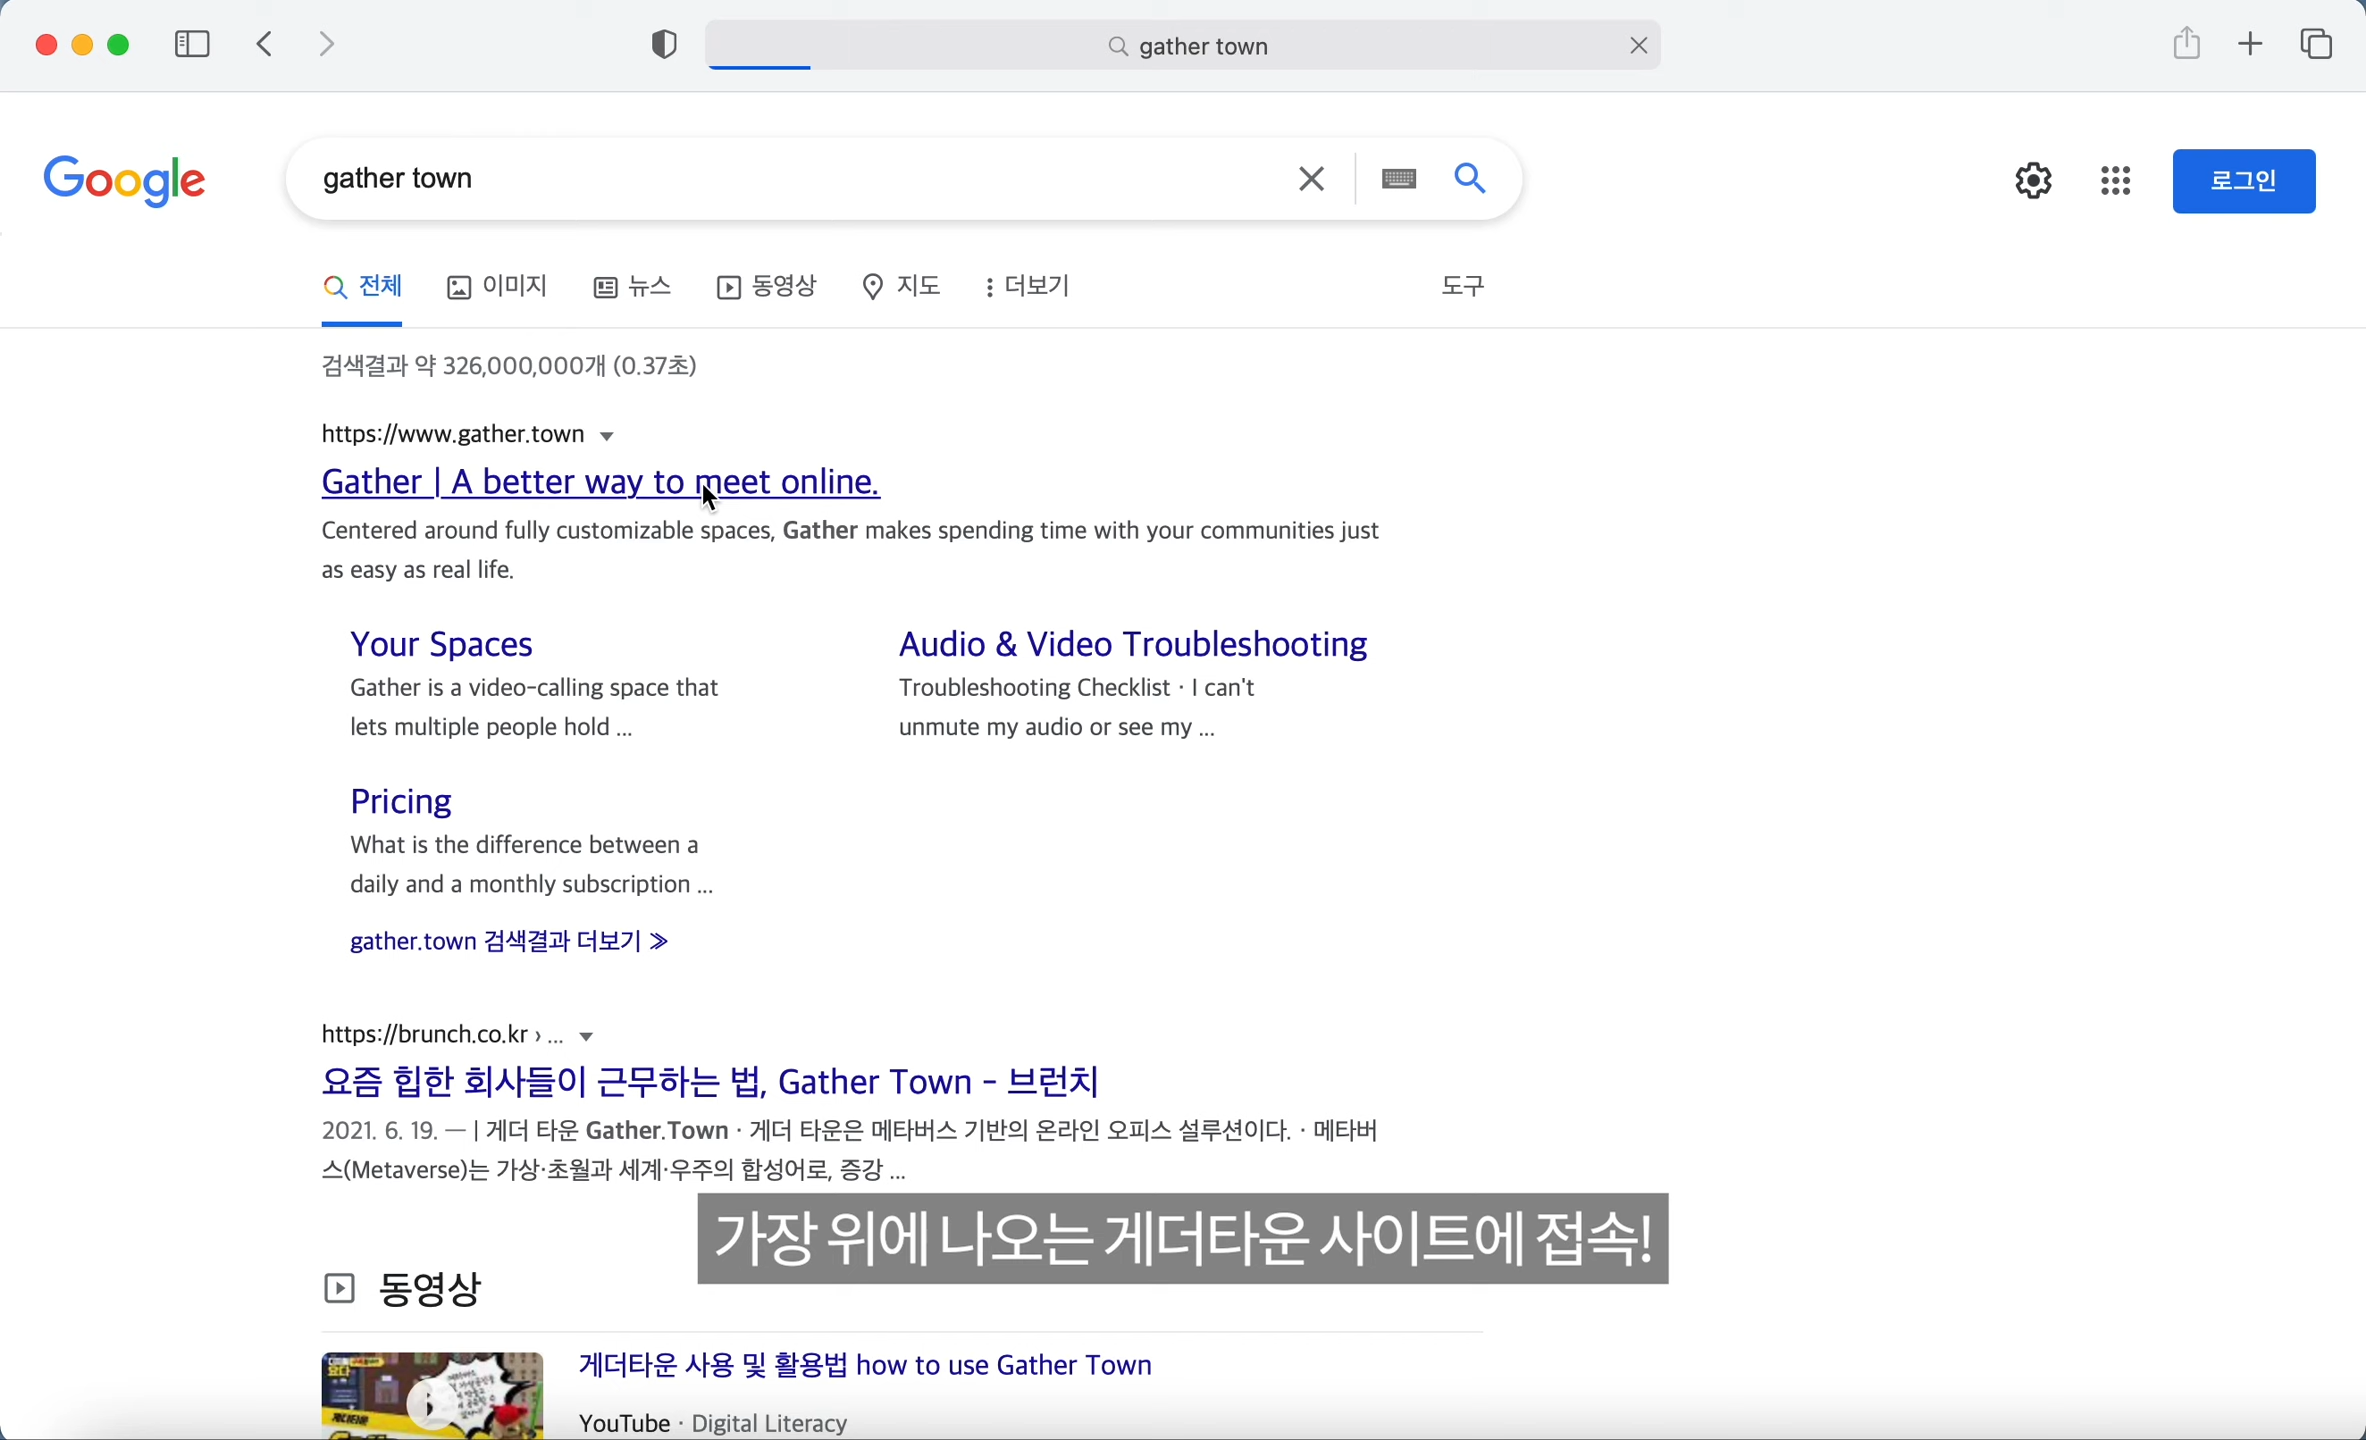 gather town
Google
gather town
로그인
전체
이미지
뉴스
동영상
지도
더보기
도구
검색결과 약 326,000,000개 (0.37초)
https://www.gather.town
Gather | A better way to meet online.
Centered around fully customizable spaces, Gather makes spending time with your communities just
as easy as real life.
Your Spaces
Gather is a video-calling space that
lets multiple people hold ...
Audio & Video Troubleshooting
Troubleshooting Checklist · I can't
unmute my audio or see my ...
Pricing
What is the difference between a
daily and a monthly subscription ...
gather.town 검색결과 더보기 ≫
https://brunch.co.kr › ...
요즘 힙한 회사들이 근무하는 법, Gather Town - 브런치
2021. 6. 19. — | 게더 타운 Gather.Town · 게더 타운은 메타버스 기반의 온라인 오피스 설루션이다. · 메타버
스(Metaverse)는 가상·초월과 세계·우주의 합성어로, 증강 ...
가장 위에 나오는 게더타운 사이트에 접속!
동영상
게더타운 사용 및 활용법 how to use Gather Town
YouTube · Digital Literacy